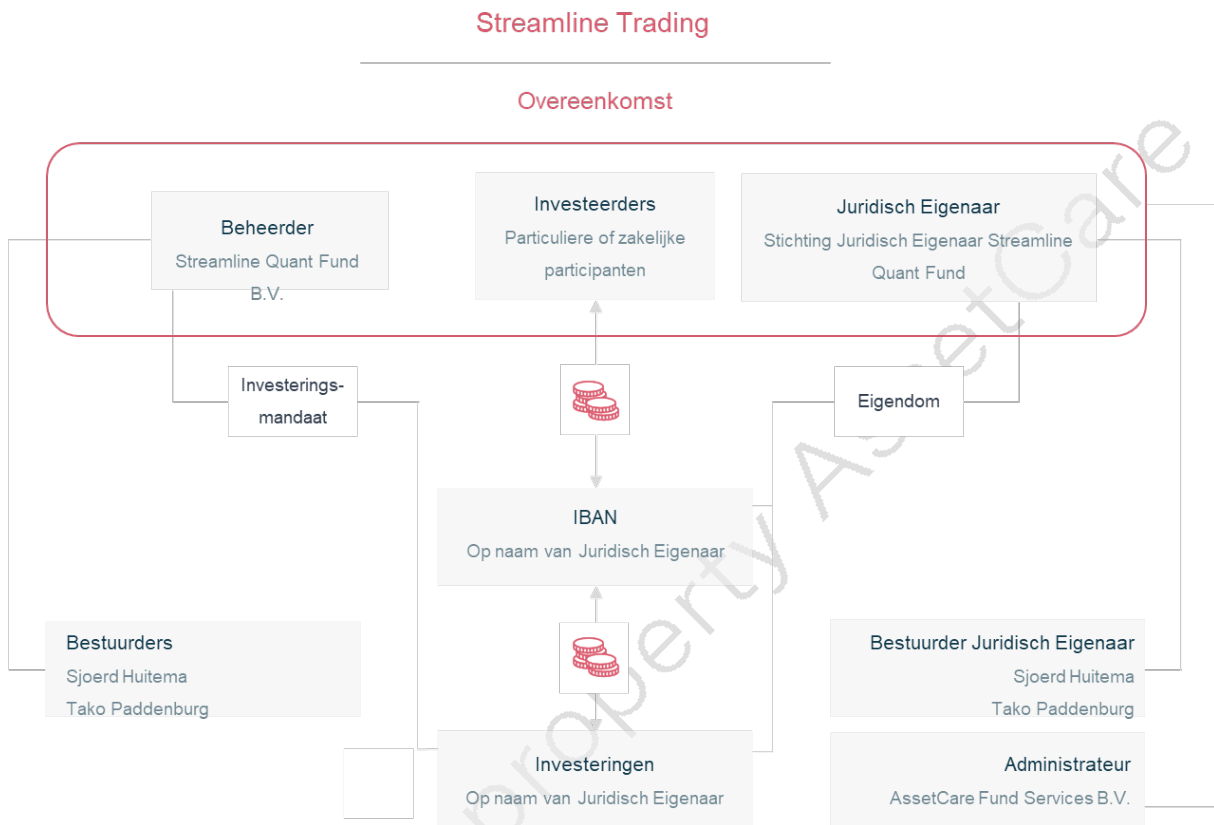 Streamline Trading
Overeenkomst
Beheerder
Streamline Quant Fund
B.V.
Investeerders
Particuliere of zakelijke
participanten
Juridisch Eigenaar
Stichting Juridisch Eigenaar Streamline
Quant Fund
Investerings-
mandaat
Eigendom
IBAN
Op naam van Juridisch Eigenaar
Bestuurders
Sjoerd Huitema
Tako Paddenburg
Bestuurder Juridisch Eigenaar
Sjoerd Huitema
Tako Paddenburg
Investeringen
Op naam van Juridisch Eigenaar
Administrateur
AssetCare Fund Services B.V.
property AssetCare